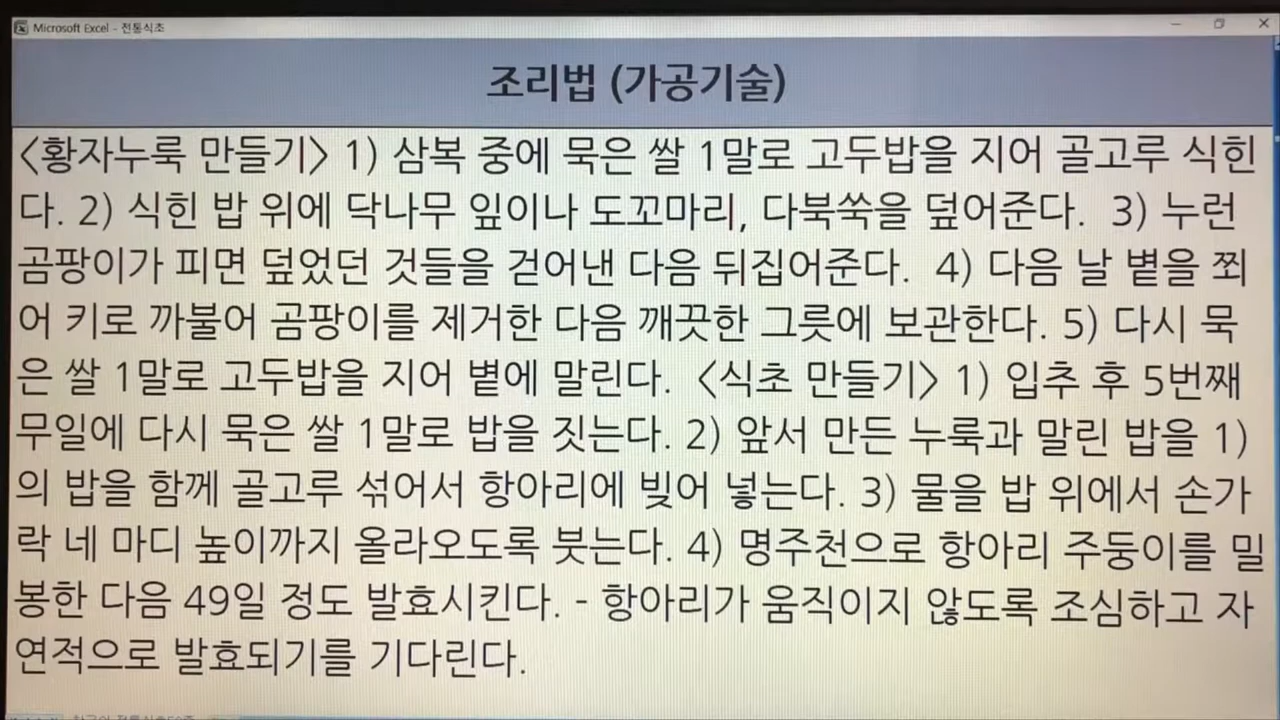 Microsoft Excel - 전통식초
조리법 (가공기술)
<황자누룩 만들기> 1) 삼복 중에 묵은 쌀 1말로 고두밥을 지어 골고루 식힌
다. 2) 식힌 밥 위에 닥나무 잎이나 도꼬마리, 다북쑥을 덮어준다. 3) 누런
곰팡이가 피면 덮었던 것들을 걷어낸 다음 뒤집어준다. 4) 다음 날 볕을 쬐
어 키로 까불어 곰팡이를 제거한 다음 깨끗한 그릇에 보관한다. 5) 다시 묵
은 쌀 1말로 고두밥을 지어 볕에 말린다. <식초 만들기> 1) 입추 후 5번째
무일에 다시 묵은 쌀 1말로 밥을 짓는다. 2) 앞서 만든 누룩과 말린 밥을 1)
의 밥을 함께 골고루 섞어서 항아리에 빚어 넣는다. 3) 물을 밥 위에서 손가
락 네 마디 높이까지 올라오도록 붓는다. 4) 명주천으로 항아리 주둥이를 밀
봉한 다음 49일 정도 발효시킨다. - 항아리가 움직이지 않도록 조심하고 자
연적으로 발효되기를 기다린다.